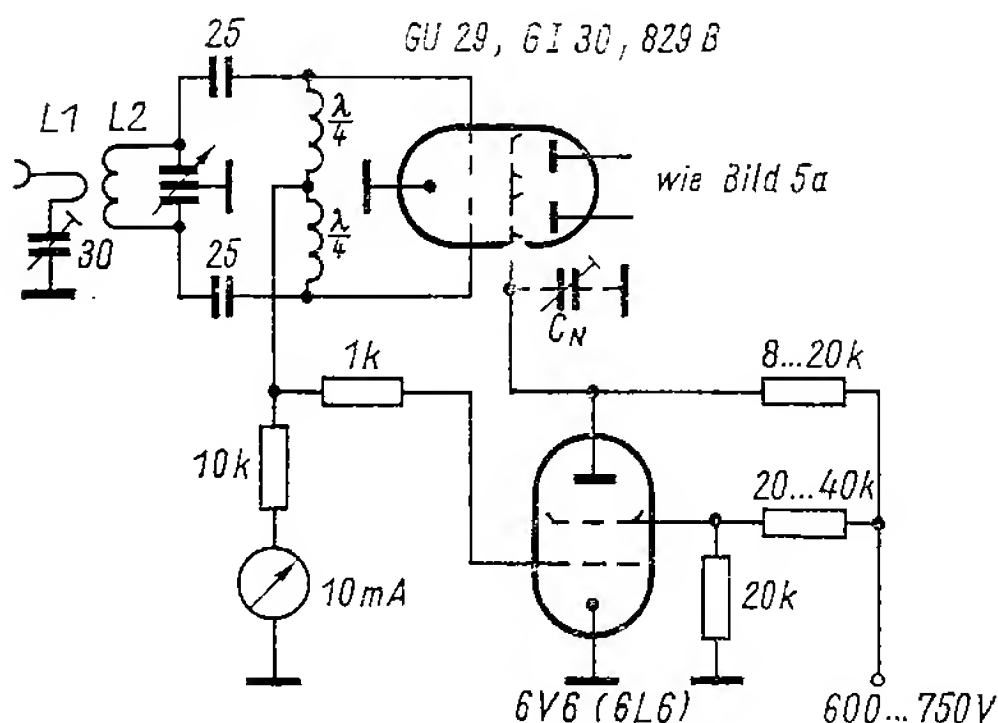 25
GU 29, GI 30, 829 B
L1
L2
λ/4
wie Bild 5a
λ/4
30
25
CN
1k
8...20k
10k
20...40k
10mA
20k
6V6 (6L6)
600...750V